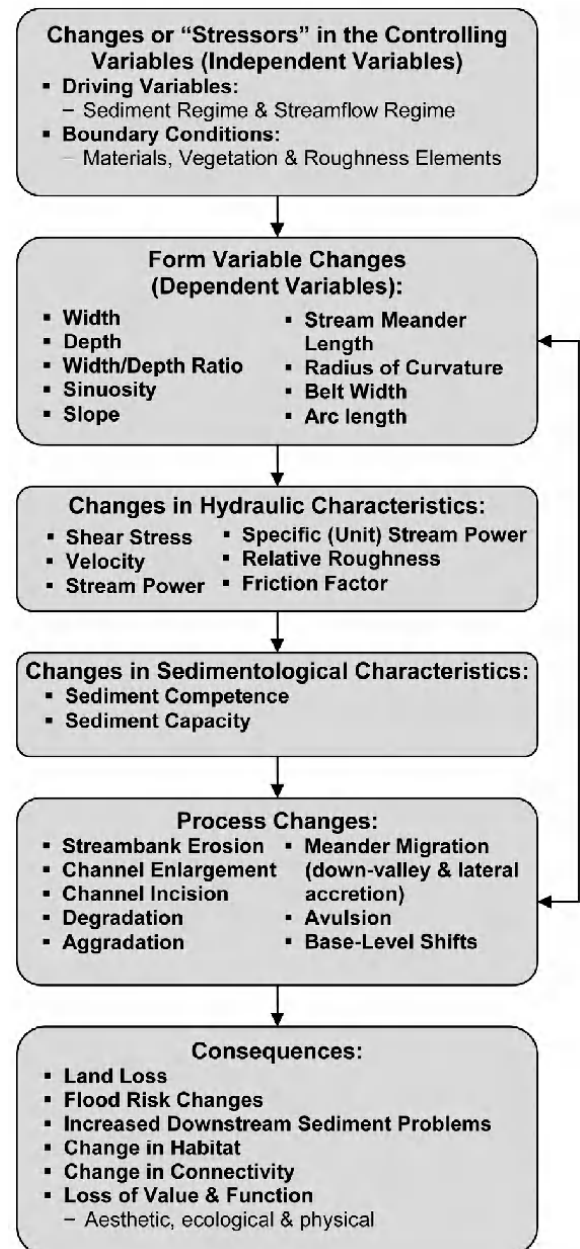 Changes or “Stressors” in the Controlling
Variables (Independent Variables)
▪ Driving Variables:
– Sediment Regime & Streamflow Regime
▪ Boundary Conditions:
– Materials, Vegetation & Roughness Elements
Form Variable Changes
(Dependent Variables):
▪ Width
▪ Depth
▪ Width/Depth Ratio
▪ Sinuosity
▪ Slope
▪ Stream Meander
Length
▪ Radius of Curvature
▪ Belt Width
▪ Arc length
Changes in Hydraulic Characteristics:
▪ Shear Stress
▪ Velocity
▪ Stream Power
▪ Specific (Unit) Stream Power
▪ Relative Roughness
▪ Friction Factor
Changes in Sedimentological Characteristics:
▪ Sediment Competence
▪ Sediment Capacity
Process Changes:
▪ Streambank Erosion
▪ Channel Enlargement
▪ Channel Incision
▪ Degradation
▪ Aggradation
▪ Meander Migration
(down-valley & lateral
accretion)
▪ Avulsion
▪ Base-Level Shifts
Consequences:
▪ Land Loss
▪ Flood Risk Changes
▪ Increased Downstream Sediment Problems
▪ Change in Habitat
▪ Change in Connectivity
▪ Loss of Value & Function
– Aesthetic, ecological & physical